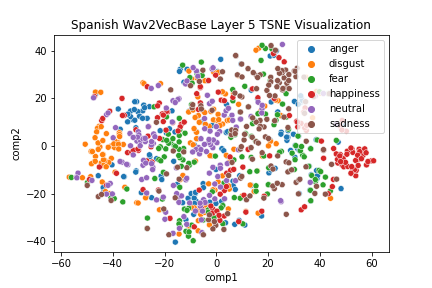 Spanish Wav2VecBase Layer 5 TSNE Visualization
anger
disgust
fear
happiness
neutral
sadness
40
20
0
−20
−40
comp2
−60 −40 −20 0 20 40 60
comp1